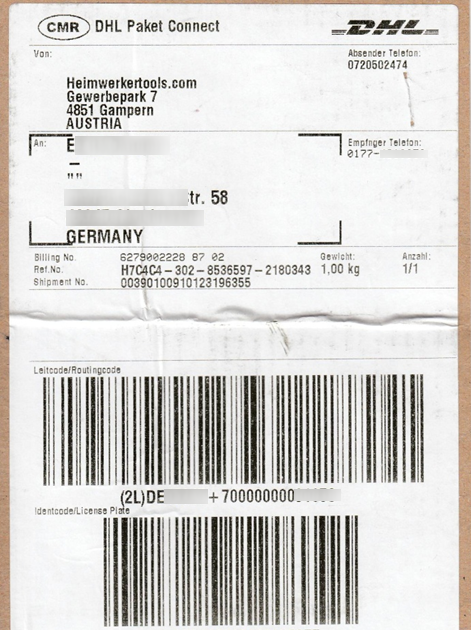 CMR DHL Paket Connect
DHL
Von:
Absender Telefon:
0720502474
Heimwerkertools.com
Gewerbepark 7
4851 Gampern
AUSTRIA
An:
E
Empfnger Telefon:
0177-
–
""
tr. 58
GERMANY
Billing No. 6279002228 87 02
Gewicht: Anzahl:
Ref.No. H7C4C4-302-8536597-2180343 1,00 kg 1/1
Shipment No. 00390100910123196355
Leitcode/Routingcode
(2L)DE +700000000
Identcode/License Plate